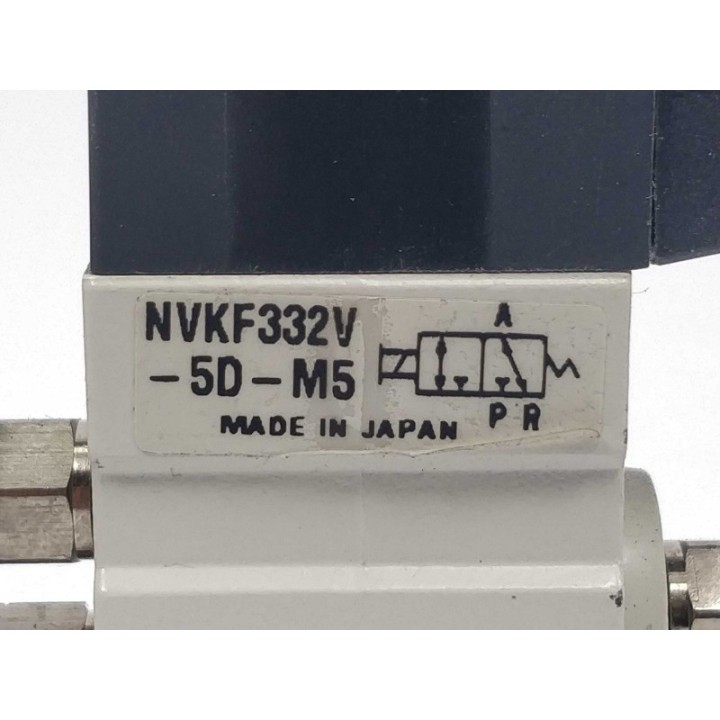 NVKF332V
-5D-M5
MADE IN JAPAN
A
P R